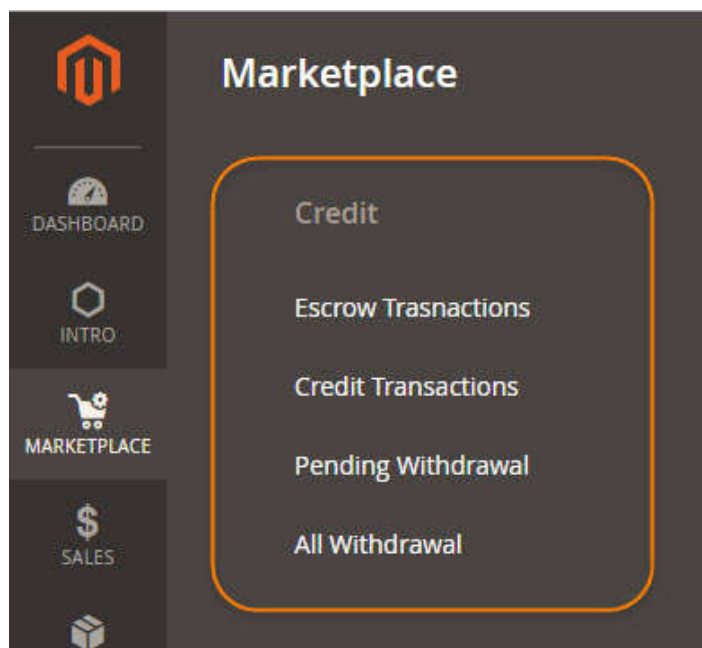 Marketplace
DASHBOARD
INTRO
MARKETPLACE
$
SALES
Credit
Escrow Trasnactions
Credit Transactions
Pending Withdrawal
All Withdrawal